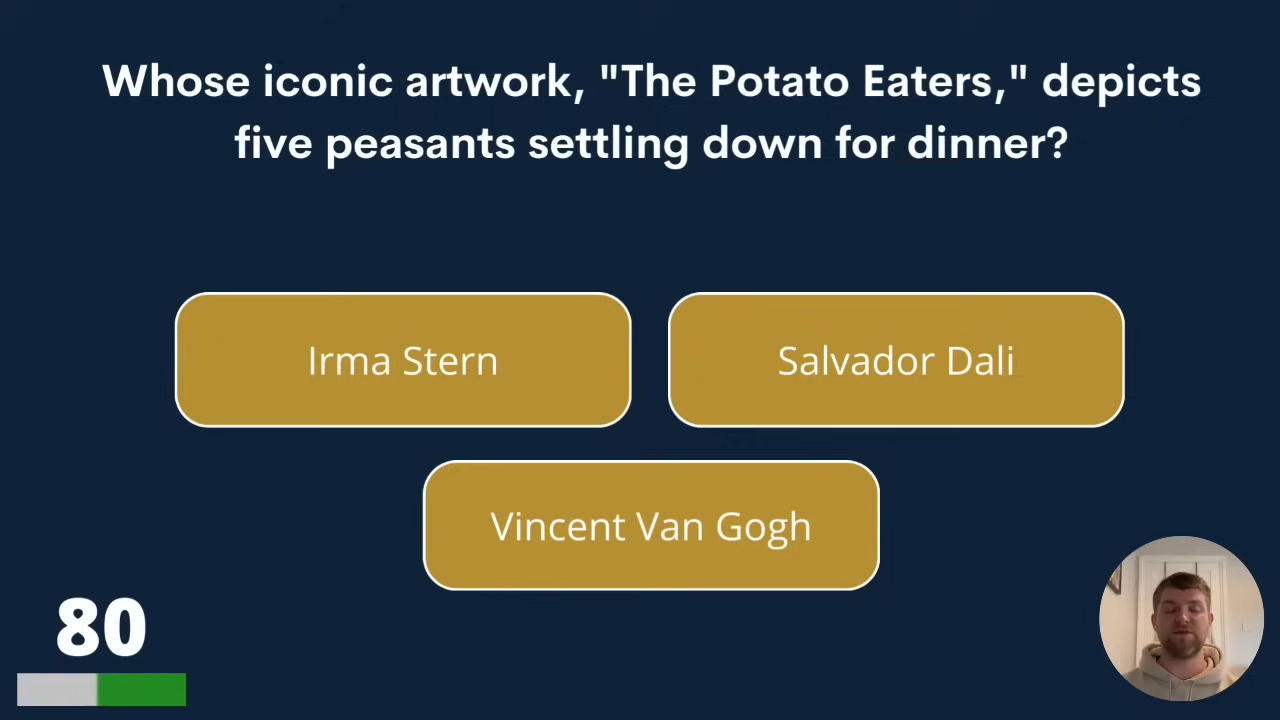 Whose iconic artwork, "The Potato Eaters," depicts
five peasants settling down for dinner?
Irma Stern
Salvador Dali
Vincent Van Gogh
80